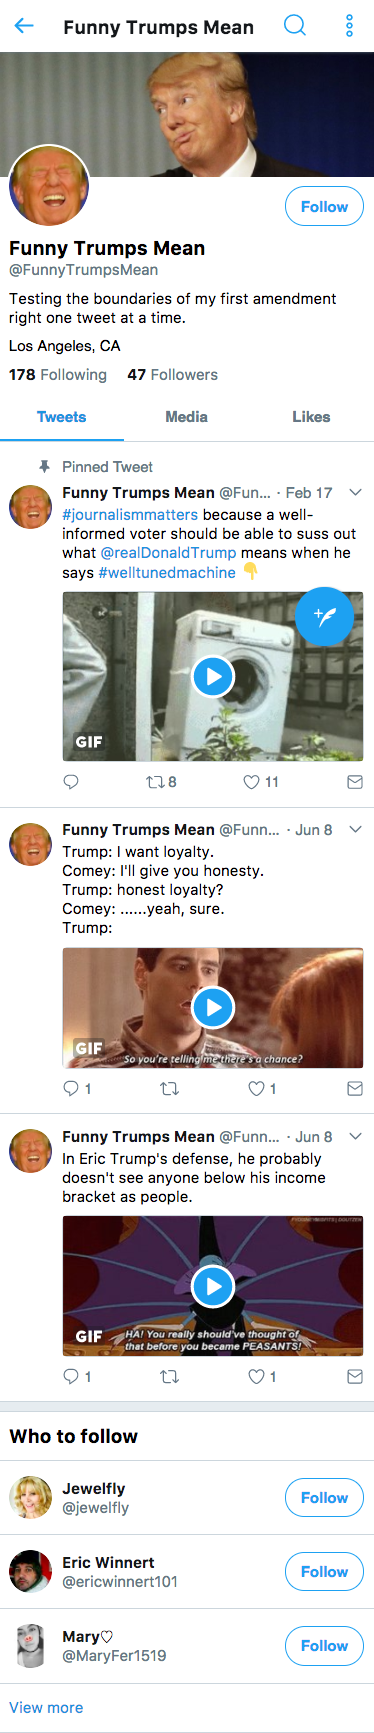 Funny Trumps Mean
Follow
Funny Trumps Mean
@FunnyTrumpsMean
Testing the boundaries of my first amendment
right one tweet at a time.
Los Angeles, CA
178 Following 47 Followers
Tweets Media Likes
Pinned Tweet
Funny Trumps Mean @Fun... · Feb 17
#journalismmatters because a well-
informed voter should be able to suss out
what @realDonaldTrump means when he
says #welltunedmachine 👇
GIF
8 11
Funny Trumps Mean @Funn... · Jun 8
Trump: I want loyalty.
Comey: I'll give you honesty.
Trump: honest loyalty?
Comey: ......yeah, sure.
Trump:
GIF
So you're telling me there's a chance?
1 1
Funny Trumps Mean @Funn... · Jun 8
In Eric Trump's defense, he probably
doesn't see anyone below his income
bracket as people.
GIF
HA! You really should've thought of
that before you became PEASANTS!
1 1
Who to follow
Jewelfly
@jewelfly
Follow
Eric Winnert
@ericwinnert101
Follow
Mary♡
@MaryFer1519
Follow
View more